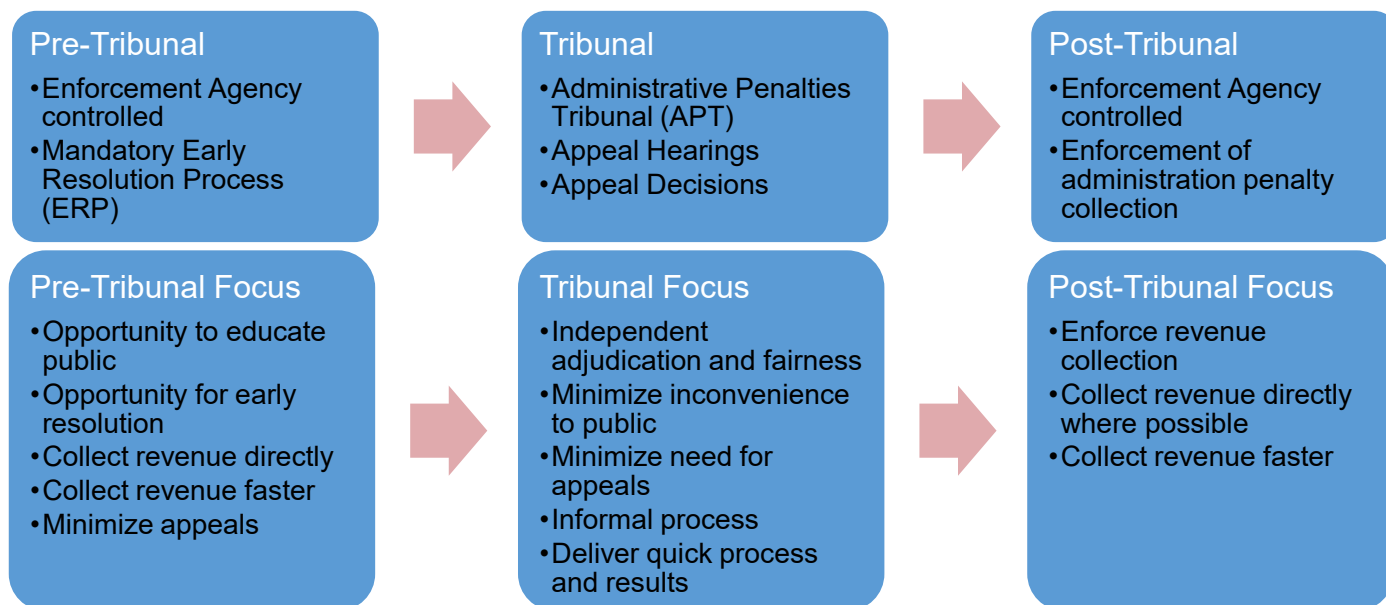 Pre-Tribunal
•Enforcement Agency
controlled
•Mandatory Early
Resolution Process
(ERP)
Tribunal
•Administrative Penalties
Tribunal (APT)
•Appeal Hearings
•Appeal Decisions
Post-Tribunal
•Enforcement Agency
controlled
•Enforcement of
administration penalty
collection
Pre-Tribunal Focus
•Opportunity to educate
public
•Opportunity for early
resolution
•Collect revenue directly
•Collect revenue faster
•Minimize appeals
Tribunal Focus
•Independent
adjudication and fairness
•Minimize inconvenience
to public
•Minimize need for
appeals
•Informal process
•Deliver quick process
and results
Post-Tribunal Focus
•Enforce revenue
collection
•Collect revenue directly
where possible
•Collect revenue faster